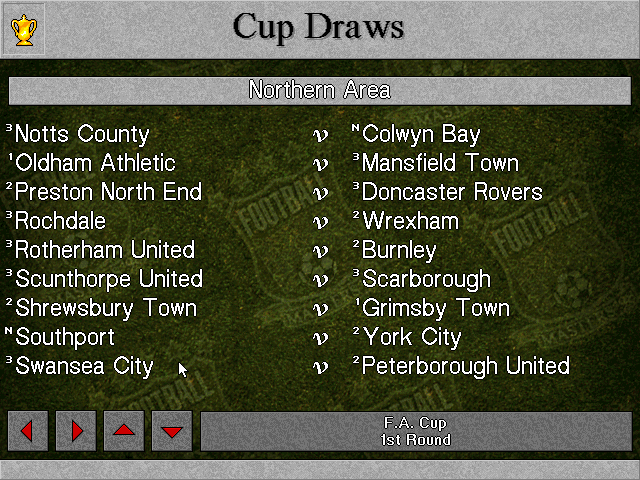 Cup Draws
Northern Area
³Notts County v ᴺColwyn Bay
¹Oldham Athletic v ³Mansfield Town
²Preston North End v ³Doncaster Rovers
³Rochdale v ²Wrexham
³Rotherham United v ²Burnley
³Scunthorpe United v ³Scarborough
²Shrewsbury Town v ¹Grimsby Town
ᴺSouthport v ²York City
³Swansea City v ²Peterborough United
F.A. Cup
1st Round